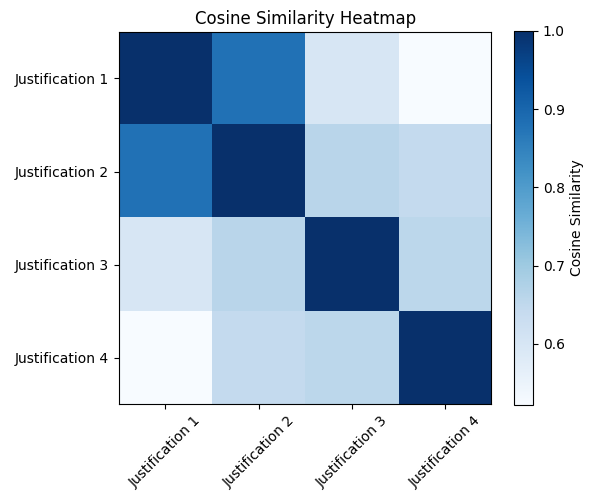 Cosine Similarity Heatmap
Justification 1
Justification 2
Justification 3
Justification 4
Justification 1
Justification 2
Justification 3
Justification 4
1.0
0.9
0.8
0.7
0.6
Cosine Similarity